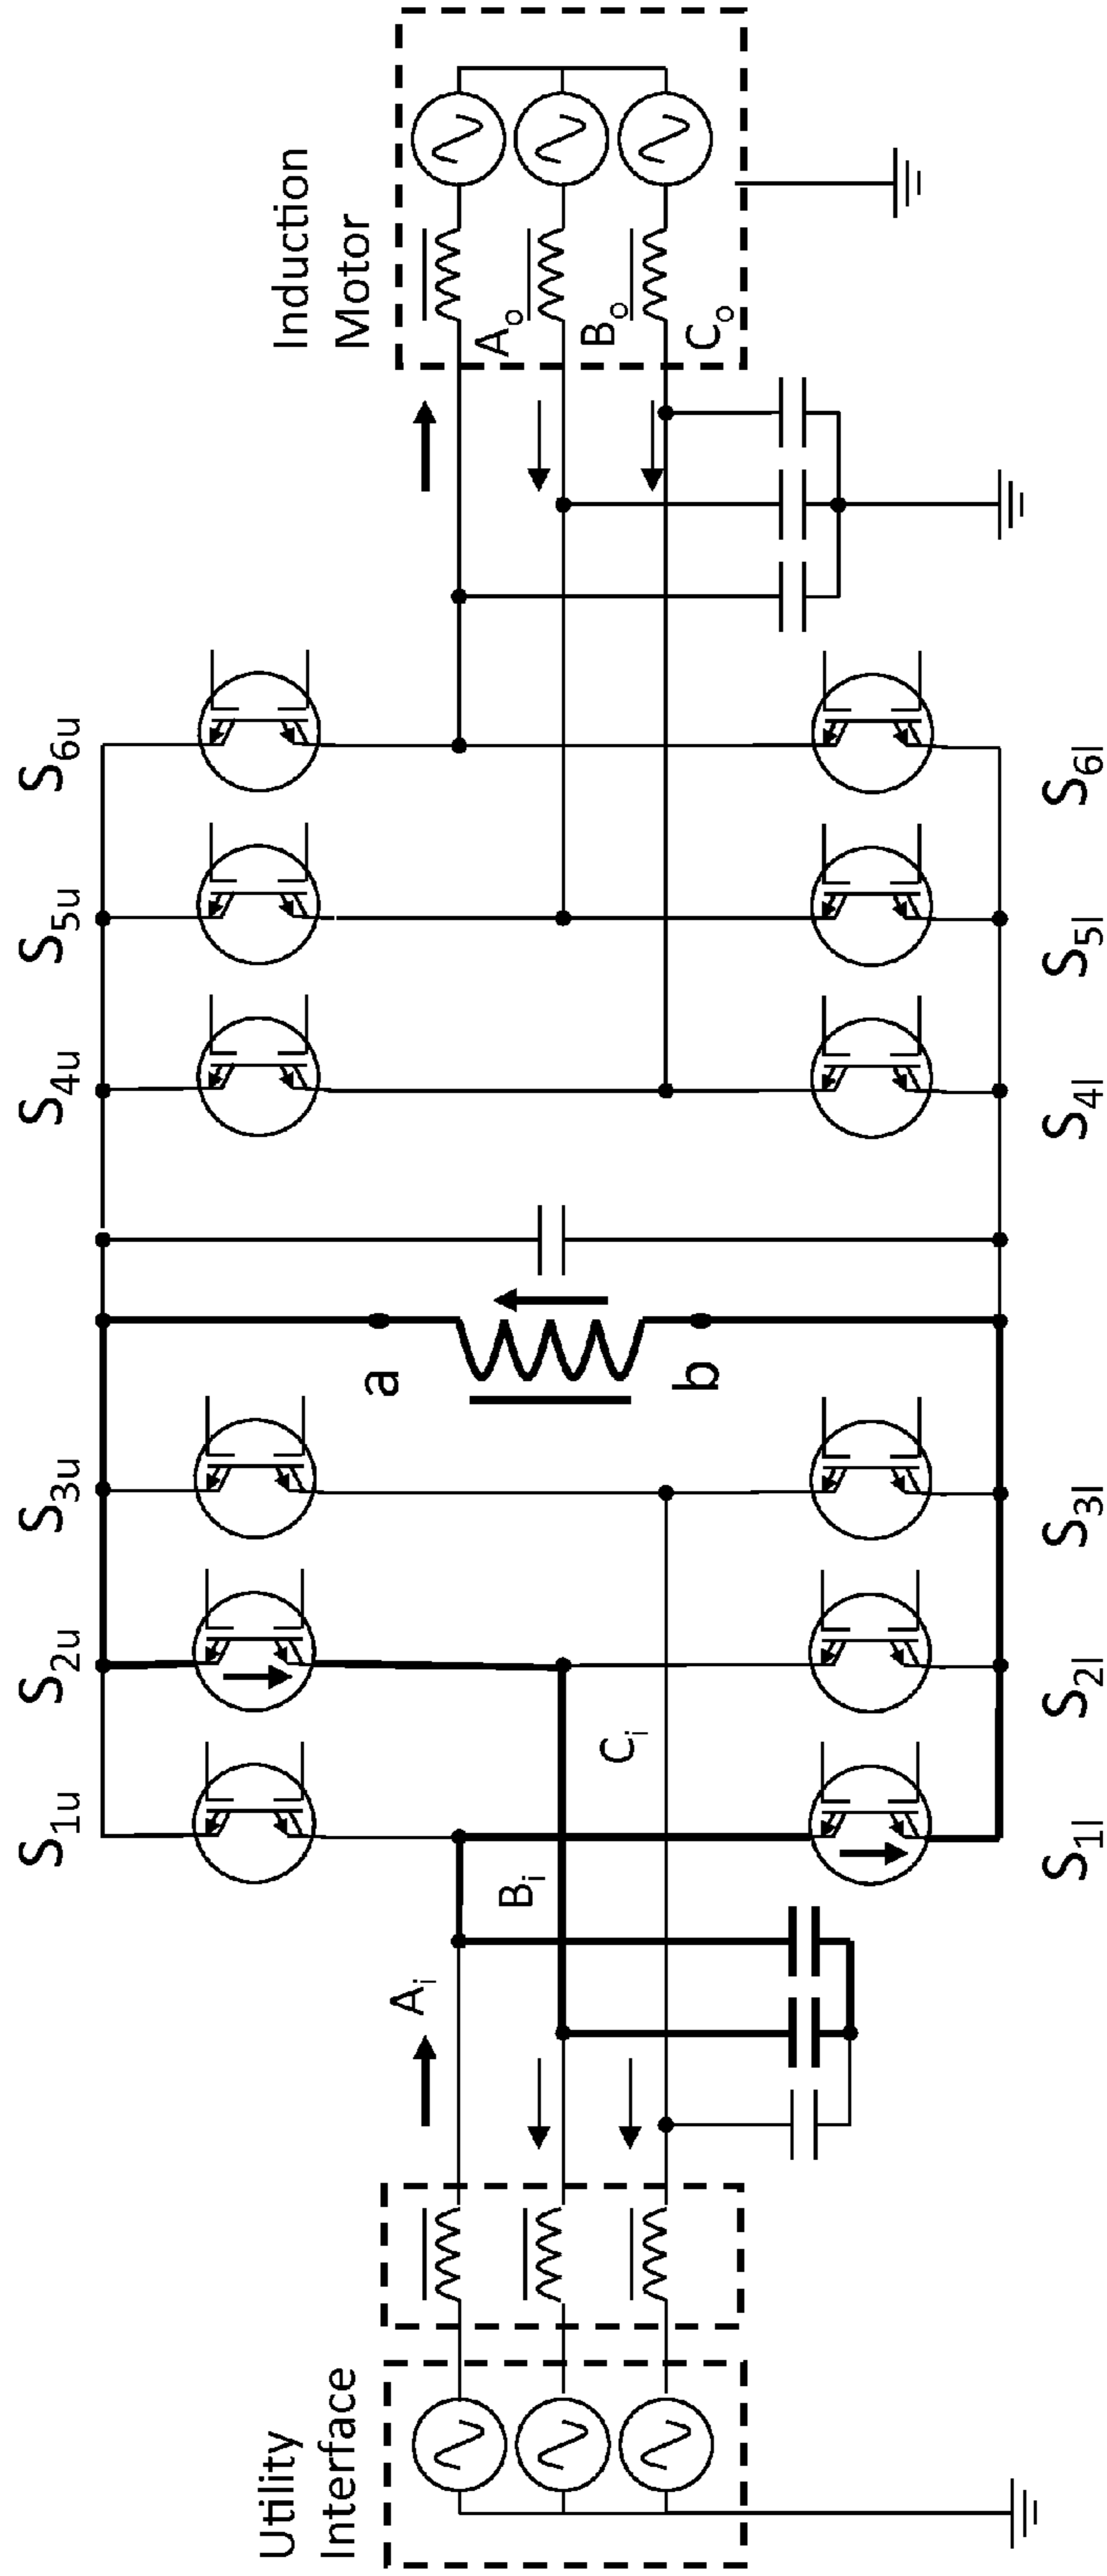 S1u
S2u
S3u
S4u
S5u
S6u
Utility
Interface
Induction
Motor
Ai
Bi
Ci
a
b
Ao
Bo
Co
S1l
S2l
S3l
S4l
S5l
S6l